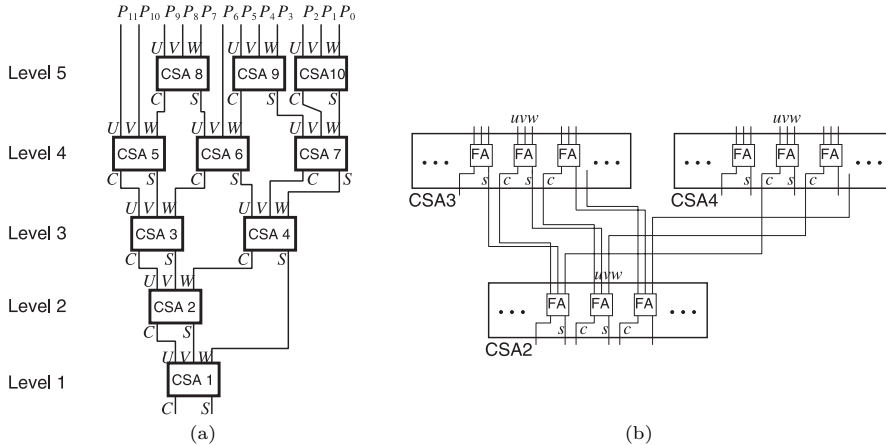 P11 P10 P9 P8 P7 P6 P5 P4 P3 P2 P1 P0
U V W U V W U V W
Level 5 CSA 8 CSA 9 CSA10
C S C S C S
U V W U V W U V W
Level 4 CSA 5 CSA 6 CSA 7
C S C S C S
U V W U V W
Level 3 CSA 3 CSA 4
C S C S
U V W
Level 2 CSA 2
C S
U V W
Level 1 CSA 1
C S
(a)
uvw uvw
... FA FA FA ... ... FA FA FA ...
s c s c s c s c
CSA3 CSA4
uvw
... FA FA FA ...
s c s c
CSA2
(b)